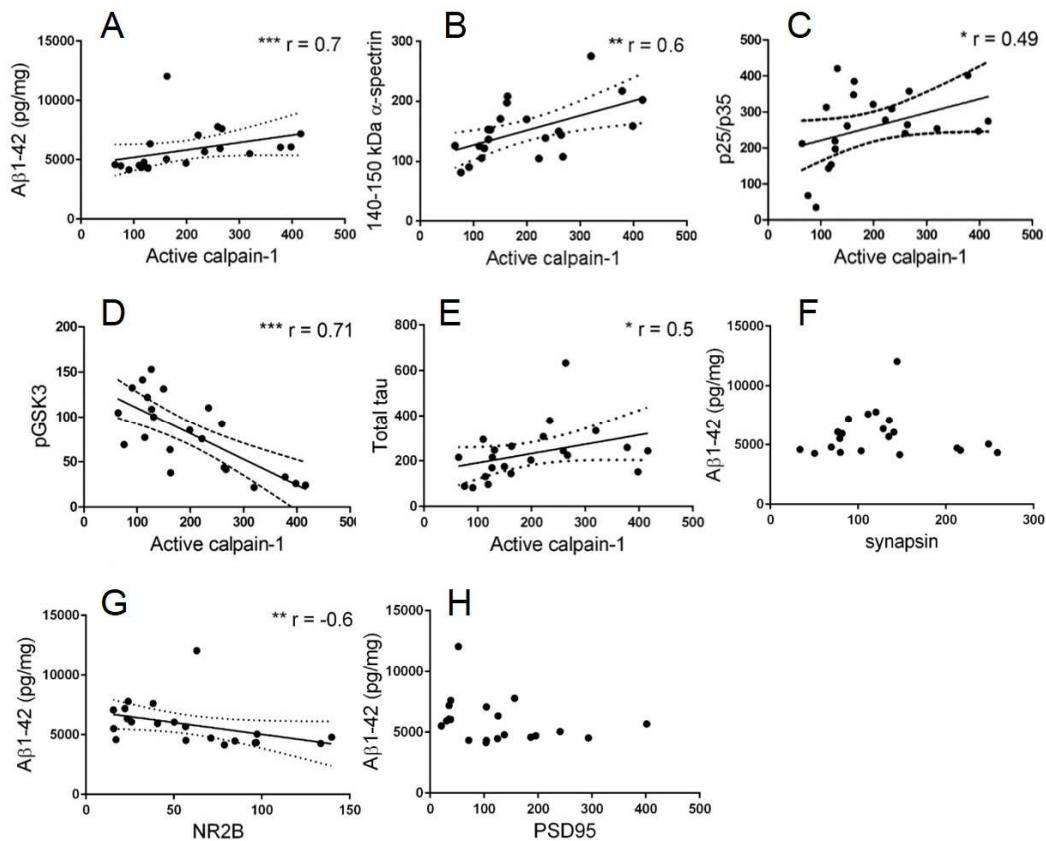 A
*** r = 0.7
Aβ1-42 (pg/mg)
15000
10000
5000
0
0 100 200 300 400 500
Active calpain-1
B
** r = 0.6
140-150 kDa α-spectrin
300
200
100
0
0 100 200 300 400 500
Active calpain-1
C
* r = 0.49
p25/p35
500
400
300
200
100
0
0 100 200 300 400 500
Active calpain-1
D
*** r = 0.71
pGSK3
200
150
100
50
0
0 100 200 300 400 500
Active calpain-1
E
* r = 0.5
Total tau
800
600
400
200
0
0 100 200 300 400 500
Active calpain-1
F
Aβ1-42 (pg/mg)
15000
10000
5000
0
0 100 200 300
synapsin
G
** r = -0.6
Aβ1-42 (pg/mg)
15000
10000
5000
0
0 50 100 150
NR2B
H
Aβ1-42 (pg/mg)
15000
10000
5000
0
0 100 200 300 400 500
PSD95